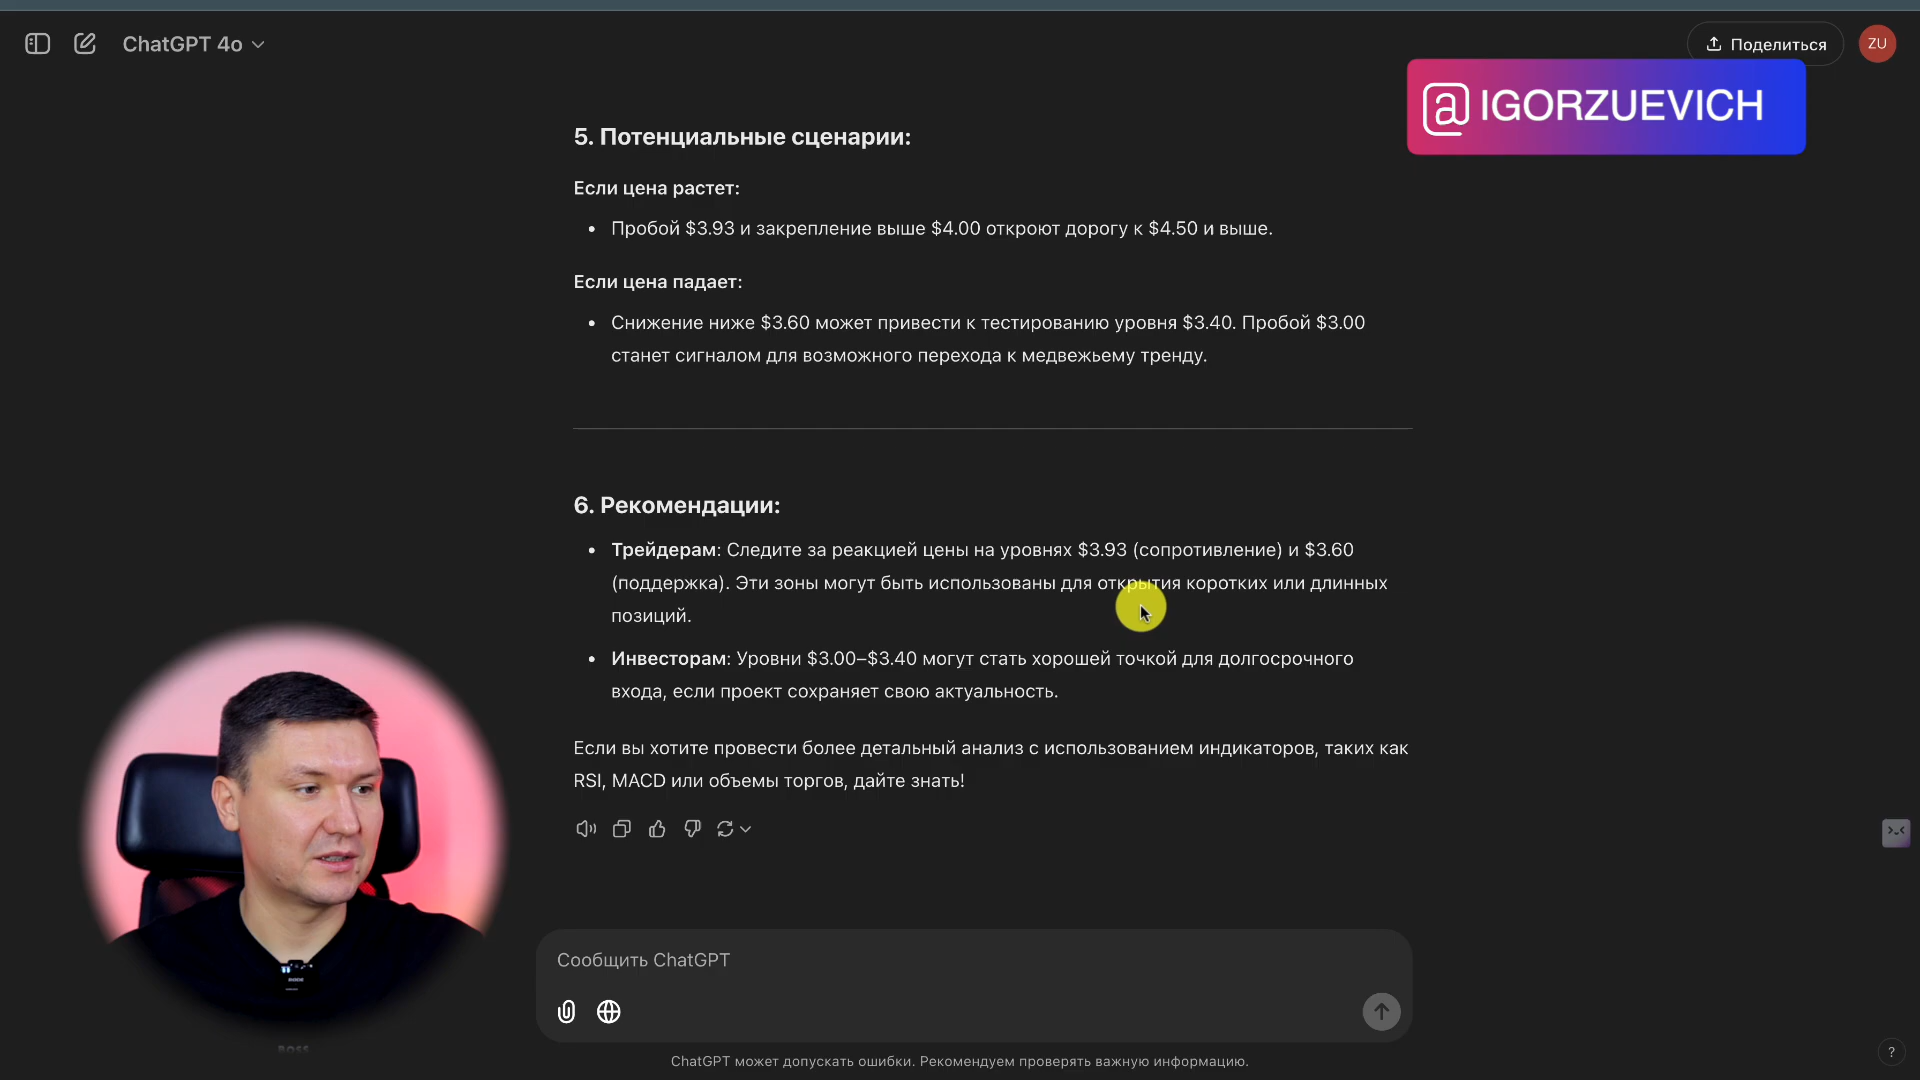 ChatGPT 4o
Поделиться
ZU
@IGORZUEVICH
5. Потенциальные сценарии:
Если цена растет:
• Пробой $3.93 и закрепление выше $4.00 откроют дорогу к $4.50 и выше.
Если цена падает:
• Снижение ниже $3.60 может привести к тестированию уровня $3.40. Пробой $3.00
станет сигналом для возможного перехода к медвежьему тренду.
6. Рекомендации:
• Трейдерам: Следите за реакцией цены на уровнях $3.93 (сопротивление) и $3.60
(поддержка). Эти зоны могут быть использованы для открытия коротких или длинных
позиций.
• Инвесторам: Уровни $3.00–$3.40 могут стать хорошей точкой для долгосрочного
входа, если проект сохраняет свою актуальность.
Если вы хотите провести более детальный анализ с использованием индикаторов, таких как
RSI, MACD или объемы торгов, дайте знать!
Сообщить ChatGPT
ChatGPT может допускать ошибки. Рекомендуем проверять важную информацию.
?